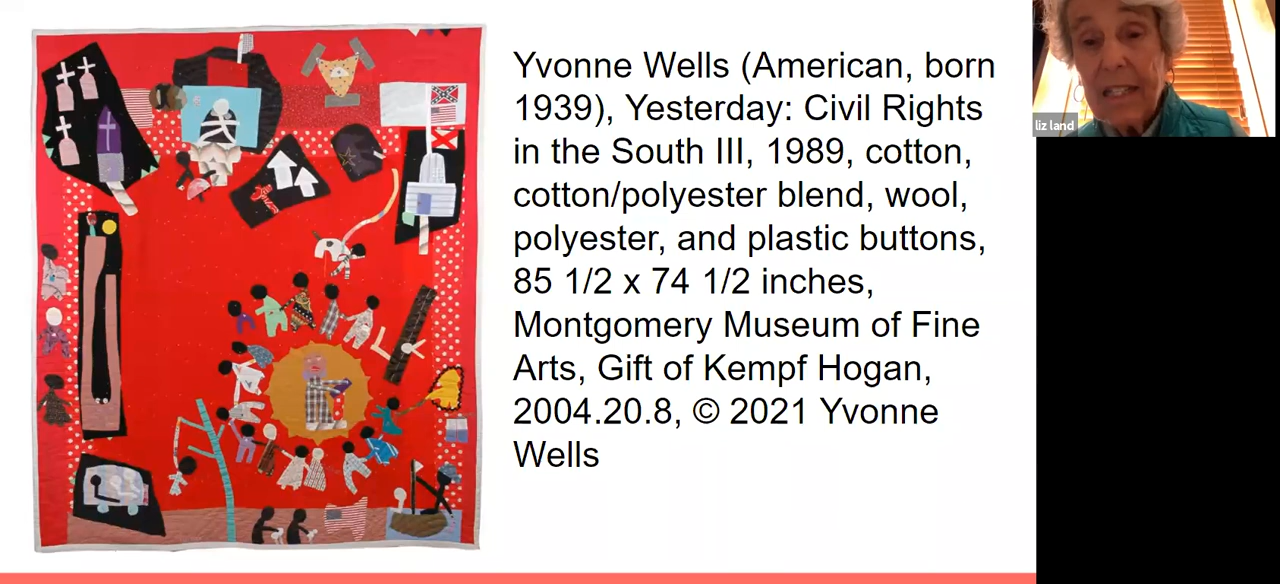 Yvonne Wells (American, born
1939), Yesterday: Civil Rights
in the South III, 1989, cotton,
cotton/polyester blend, wool,
polyester, and plastic buttons,
85 1/2 x 74 1/2 inches,
Montgomery Museum of Fine
Arts, Gift of Kempf Hogan,
2004.20.8, © 2021 Yvonne
Wells
liz land